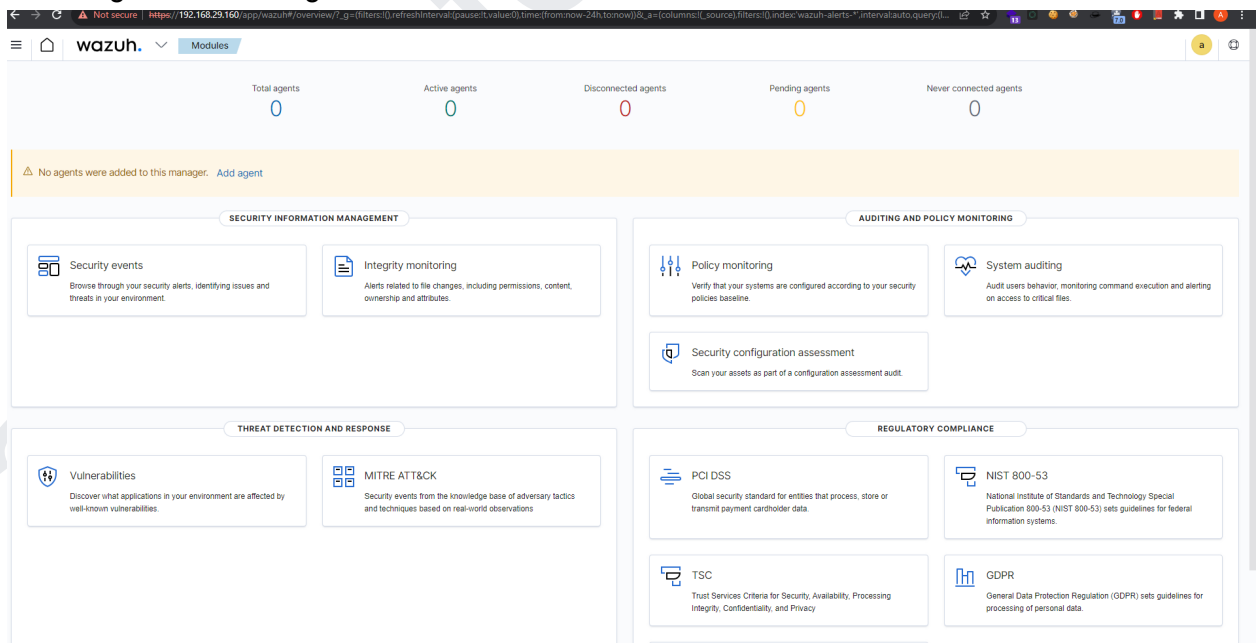 Not secure | https://192.168.29.160/app/wazuh#/overview/?_g=(filters:!(),refreshInterval:(pause:!t,value:0),time:(from:now-24h,to:now))&_a=(columns:!(_source),filters:!(),index:'wazuh-alerts-*',interval:auto,query:(l...
13
7.0
A
wazuh.
Modules
a
Total agents
0
Active agents
0
Disconnected agents
0
Pending agents
0
Never connected agents
0
No agents were added to this manager. Add agent
SECURITY INFORMATION MANAGEMENT
Security events
Browse through your security alerts, identifying issues and
threats in your environment.
Integrity monitoring
Alerts related to file changes, including permissions, content,
ownership and attributes.
AUDITING AND POLICY MONITORING
Policy monitoring
Verify that your systems are configured according to your security
policies baseline.
System auditing
Audit users behavior, monitoring command execution and alerting
on access to critical files.
Security configuration assessment
Scan your assets as part of a configuration assessment audit.
THREAT DETECTION AND RESPONSE
Vulnerabilities
Discover what applications in your environment are affected by
well-known vulnerabilities.
MITRE ATT&CK
Security events from the knowledge base of adversary tactics
and techniques based on real-world observations
REGULATORY COMPLIANCE
PCI DSS
Global security standard for entities that process, store or
transmit payment cardholder data.
NIST 800-53
National Institute of Standards and Technology Special
Publication 800-53 (NIST 800-53) sets guidelines for federal
information systems.
TSC
Trust Services Criteria for Security, Availability, Processing
Integrity, Confidentiality, and Privacy
GDPR
General Data Protection Regulation (GDPR) sets guidelines for
processing of personal data.